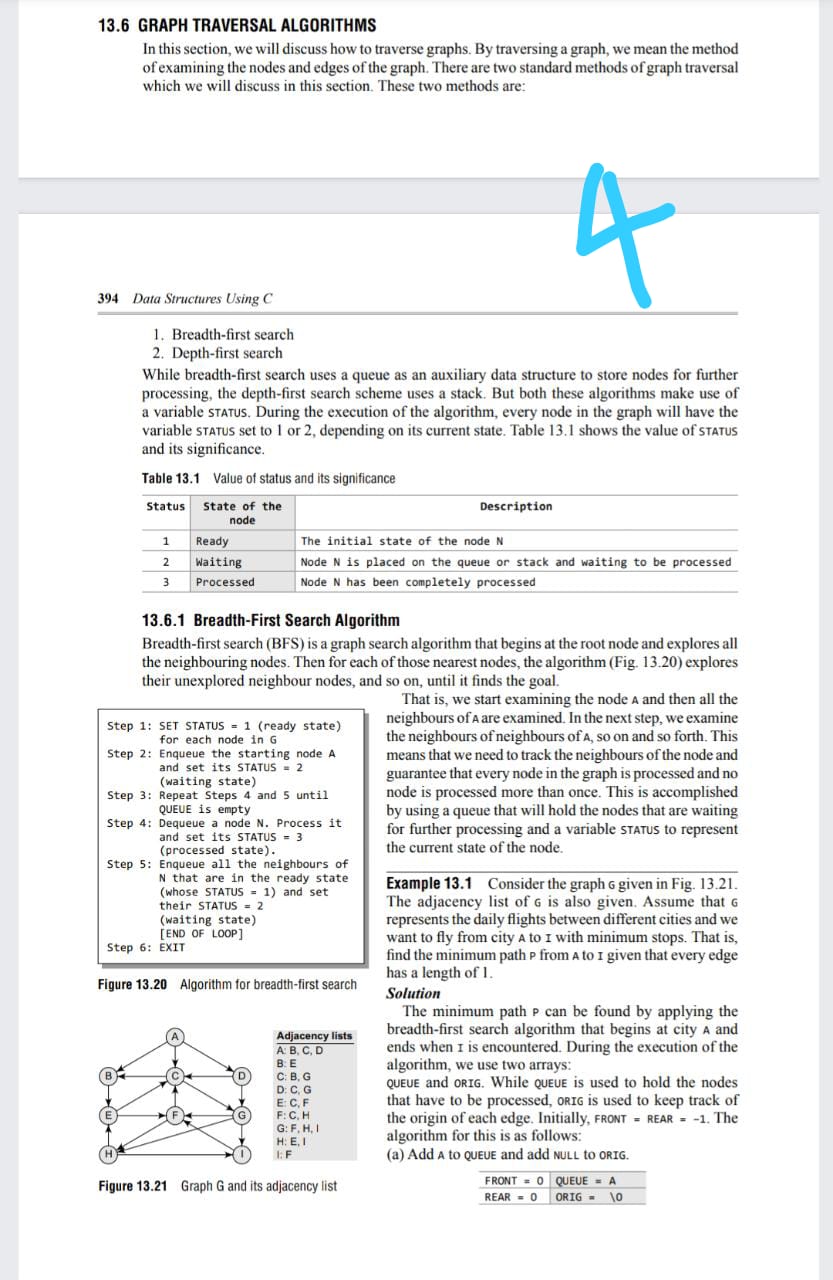 13.6 GRAPH TRAVERSAL ALGORITHMS
In this section, we will discuss how to traverse graphs. By traversing a graph, we mean the method
of examining the nodes and edges of the graph. There are two standard methods of graph traversal
which we will discuss in this section. These two methods are:
4
394 Data Structures Using C
1. Breadth-first search
2. Depth-first search
While breadth-first search uses a queue as an auxiliary data structure to store nodes for further
processing, the depth-first search scheme uses a stack. But both these algorithms make use of
a variable STATUS. During the execution of the algorithm, every node in the graph will have the
variable STATUS set to 1 or 2, depending on its current state. Table 13.1 shows the value of STATUS
and its significance.
Table 13.1 Value of status and its significance
Status State of the node Description
1 Ready The initial state of the node N
2 Waiting Node N is placed on the queue or stack and waiting to be processed
3 Processed Node N has been completely processed
13.6.1 Breadth-First Search Algorithm
Breadth-first search (BFS) is a graph search algorithm that begins at the root node and explores all
the neighbouring nodes. Then for each of those nearest nodes, the algorithm (Fig. 13.20) explores
their unexplored neighbour nodes, and so on, until it finds the goal.
Step 1: SET STATUS = 1 (ready state)
for each node in G
Step 2: Enqueue the starting node A
and set its STATUS = 2
(waiting state)
Step 3: Repeat Steps 4 and 5 until
QUEUE is empty
Step 4: Dequeue a node N. Process it
and set its STATUS = 3
(processed state).
Step 5: Enqueue all the neighbours of
N that are in the ready state
(whose STATUS = 1) and set
their STATUS = 2
(waiting state)
[END OF LOOP]
Step 6: EXIT
Figure 13.20 Algorithm for breadth-first search
A
B C D
E F G
H I
Adjacency lists
A: B, C, D
B: E
C: B, G
D: C, G
E: C, F
F: C, H
G: F, H, I
H: E, I
I: F
Figure 13.21 Graph G and its adjacency list
That is, we start examining the node A and then all the
neighbours of A are examined. In the next step, we examine
the neighbours of neighbours of A, so on and so forth. This
means that we need to track the neighbours of the node and
guarantee that every node in the graph is processed and no
node is processed more than once. This is accomplished
by using a queue that will hold the nodes that are waiting
for further processing and a variable STATUS to represent
the current state of the node.
Example 13.1 Consider the graph G given in Fig. 13.21.
The adjacency list of G is also given. Assume that G
represents the daily flights between different cities and we
want to fly from city A to I with minimum stops. That is,
find the minimum path P from A to I given that every edge
has a length of 1.
Solution
The minimum path P can be found by applying the
breadth-first search algorithm that begins at city A and
ends when I is encountered. During the execution of the
algorithm, we use two arrays:
QUEUE and ORIG. While QUEUE is used to hold the nodes
that have to be processed, ORIG is used to keep track of
the origin of each edge. Initially, FRONT = REAR = -1. The
algorithm for this is as follows:
(a) Add A to QUEUE and add NULL to ORIG.
FRONT = 0 QUEUE = A
REAR = 0 ORIG = \0